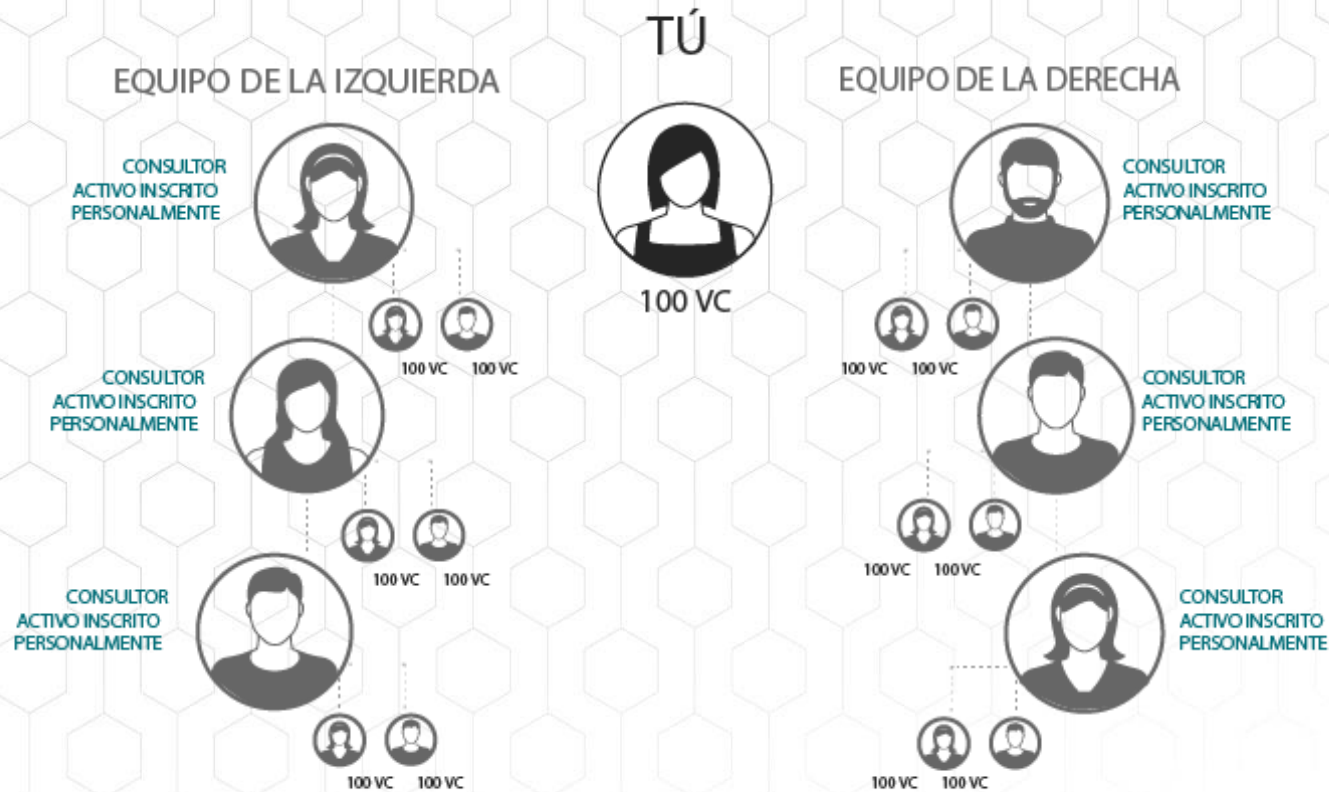 TÚ
EQUIPO DE LA IZQUIERDA
EQUIPO DE LA DERECHA
CONSULTOR
ACTIVO INSCRITO
PERSONALMENTE
CONSULTOR
ACTIVO INSCRITO
PERSONALMENTE
100 VC
100 VC 100 VC
100 VC 100 VC
CONSULTOR
ACTIVO INSCRITO
PERSONALMENTE
CONSULTOR
ACTIVO INSCRITO
PERSONALMENTE
100 VC 100 VC
100 VC 100 VC
CONSULTOR
ACTIVO INSCRITO
PERSONALMENTE
CONSULTOR
ACTIVO INSCRITO
PERSONALMENTE
100 VC 100 VC
100 VC 100 VC